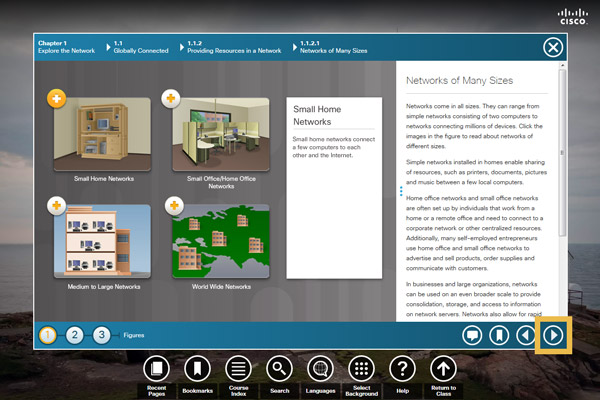 CISCO
Chapter 1
Explore the Network
1.1
Globally Connected
1.1.2
Providing Resources in a Network
1.1.2.1
Networks of Many Sizes
Small Home Networks
Small Office/Home Office
Networks
Medium to Large Networks
World Wide Networks
Small Home
Networks
Small home networks connect
a few computers to each
other and the Internet.
Networks of Many Sizes
Networks come in all sizes. They can range from
simple networks consisting of two computers to
networks connecting millions of devices. Click the
images in the figure to read about networks of
different sizes.
Simple networks installed in homes enable sharing
of resources, such as printers, documents, pictures
and music between a few local computers.
Home office networks and small office networks
are often set up by individuals that work from a
home or a remote office and need to connect to a
corporate network or other centralized resources.
Additionally, many self-employed entrepreneurs
use home office and small office networks to
advertise and sell products, order supplies and
communicate with customers.
In businesses and large organizations, networks
can be used on an even broader scale to provide
consolidation, storage, and access to information
on network servers. Networks also allow for rapid
1
2
3
Figures
Recent
Pages
Bookmarks
Course
Index
Search
Languages
Select
Background
?
Help
Return to
Class